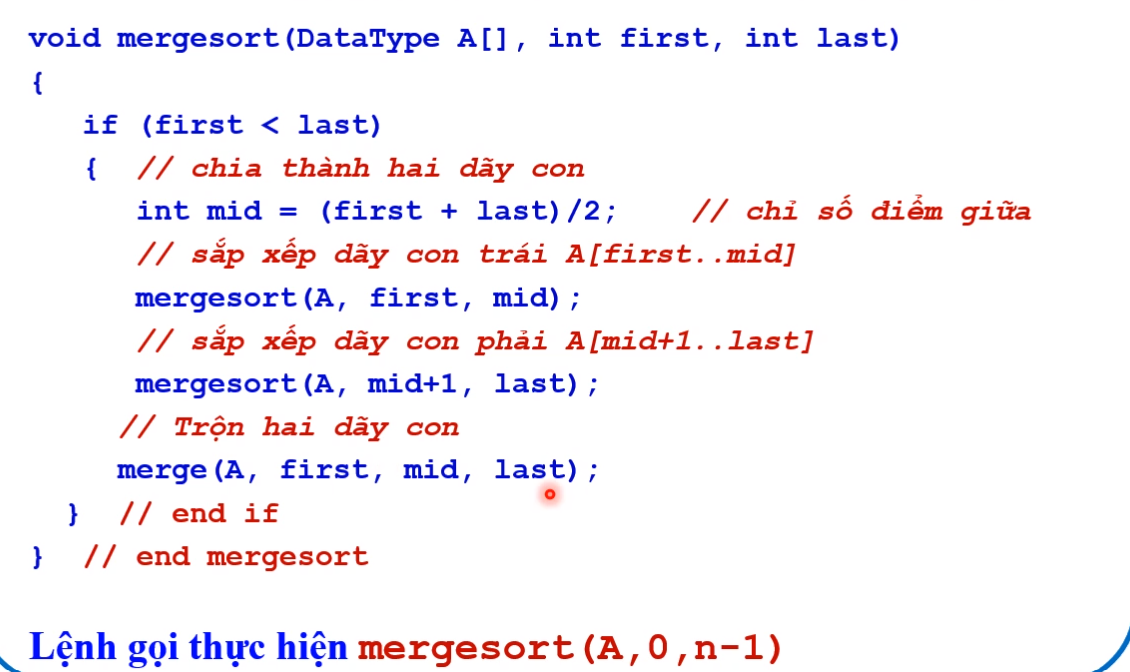 void mergesort(DataType A[], int first, int last)
{
if (first < last)
{ // chia thành hai dãy con
int mid = (first + last)/2; // chỉ số điểm giữa
// sắp xếp dãy con trái A[first..mid]
mergesort(A, first, mid);
// sắp xếp dãy con phải A[mid+1..last]
mergesort(A, mid+1, last);
// Trộn hai dãy con
merge(A, first, mid, last);
} // end if
} // end mergesort
Lệnh gọi thực hiện mergesort(A,0,n-1)